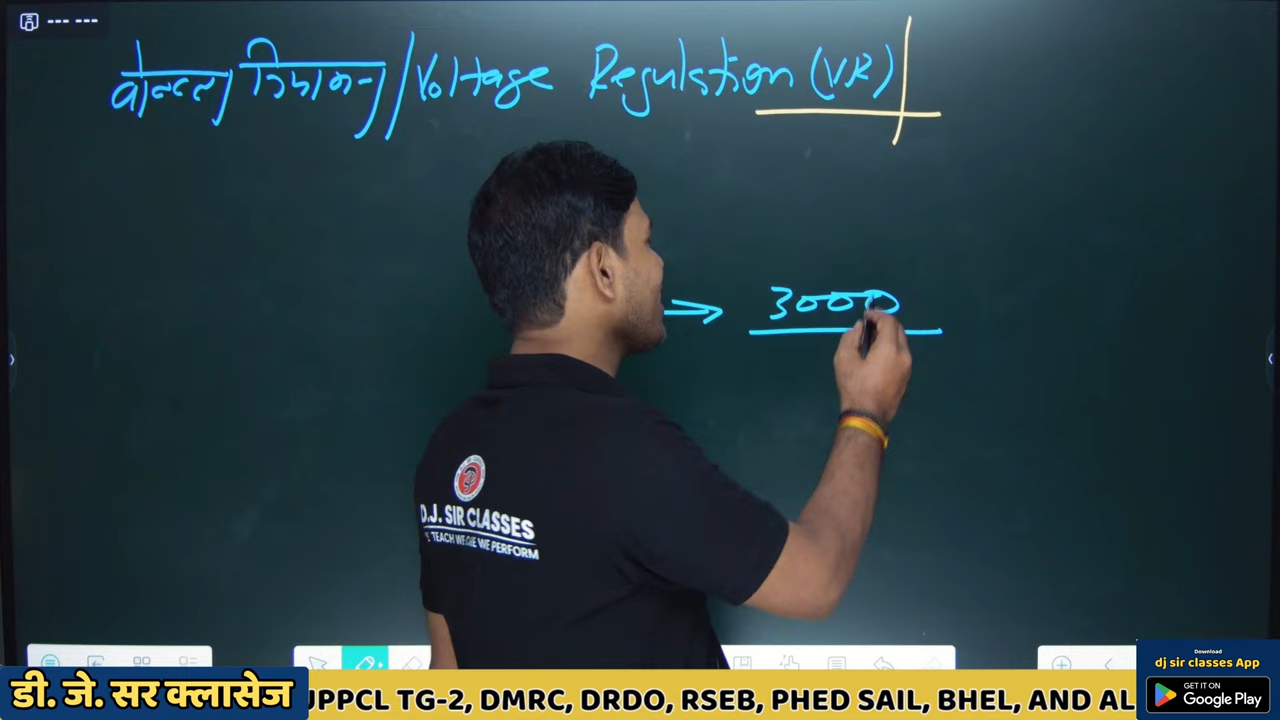 वोल्टता नियमन/Voltage Regulation (VR)
→ 3000
D.J. SIR CLASSES
डी. जे. सर क्लासेज
UPPCL TG-2, DMRC, DRDO, RSEB, PHED SAIL, BHEL, AND AL
Download
dj sir classes App
GET IT ON
Google Play